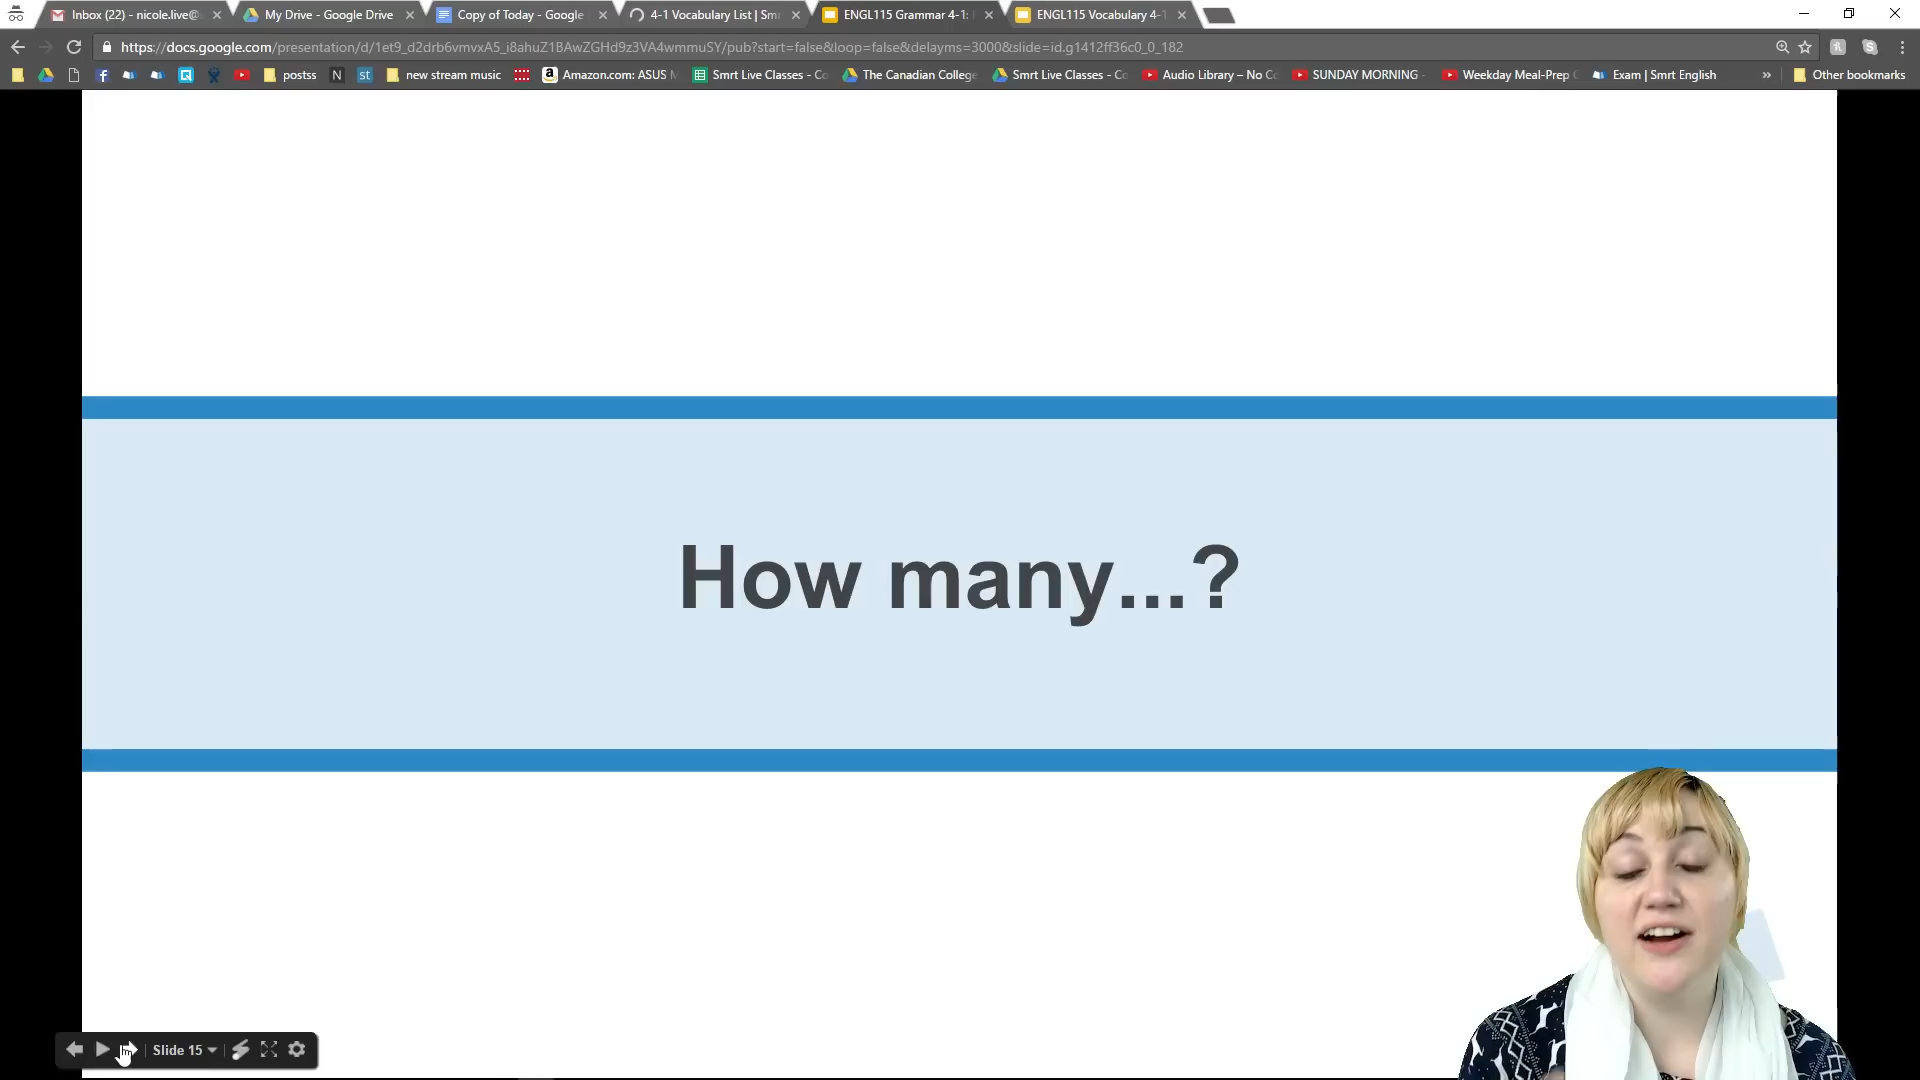 Inbox (22) - nicole.live@
My Drive - Google Drive
Copy of Today - Google
4-1 Vocabulary List | Sm
ENGL115 Grammar 4-1:
ENGL115 Vocabulary 4-1
https://docs.google.com/presentation/d/1et9_d2drb6vmvxA5_i8ahuZ1BAwZGHd9z3VA4wmmuSY/pub?start=false&loop=false&delayms=3000&slide=id.g1412ff36c0_0_182
postss
N
st
new stream music
Amazon.com: ASUS M
Smrt Live Classes - Co
The Canadian College
Smrt Live Classes - Co
Audio Library – No Co
SUNDAY MORNING -
Weekday Meal-Prep
Exam | Smrt English
Other bookmarks
How many...?
Slide 15